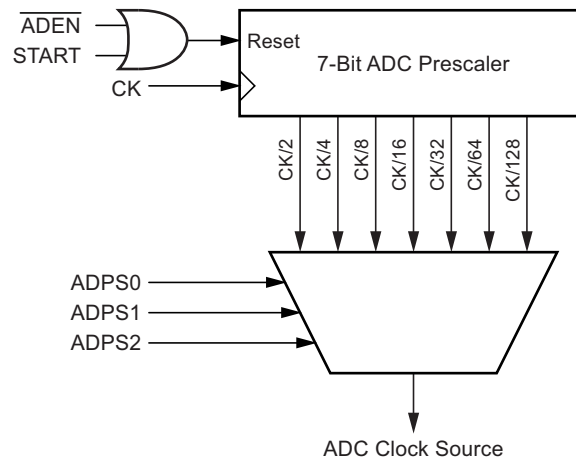 ADEN
START
CK
Reset
7-Bit ADC Prescaler
CK/2
CK/4
CK/8
CK/16
CK/32
CK/64
CK/128
ADPS0
ADPS1
ADPS2
ADC Clock Source